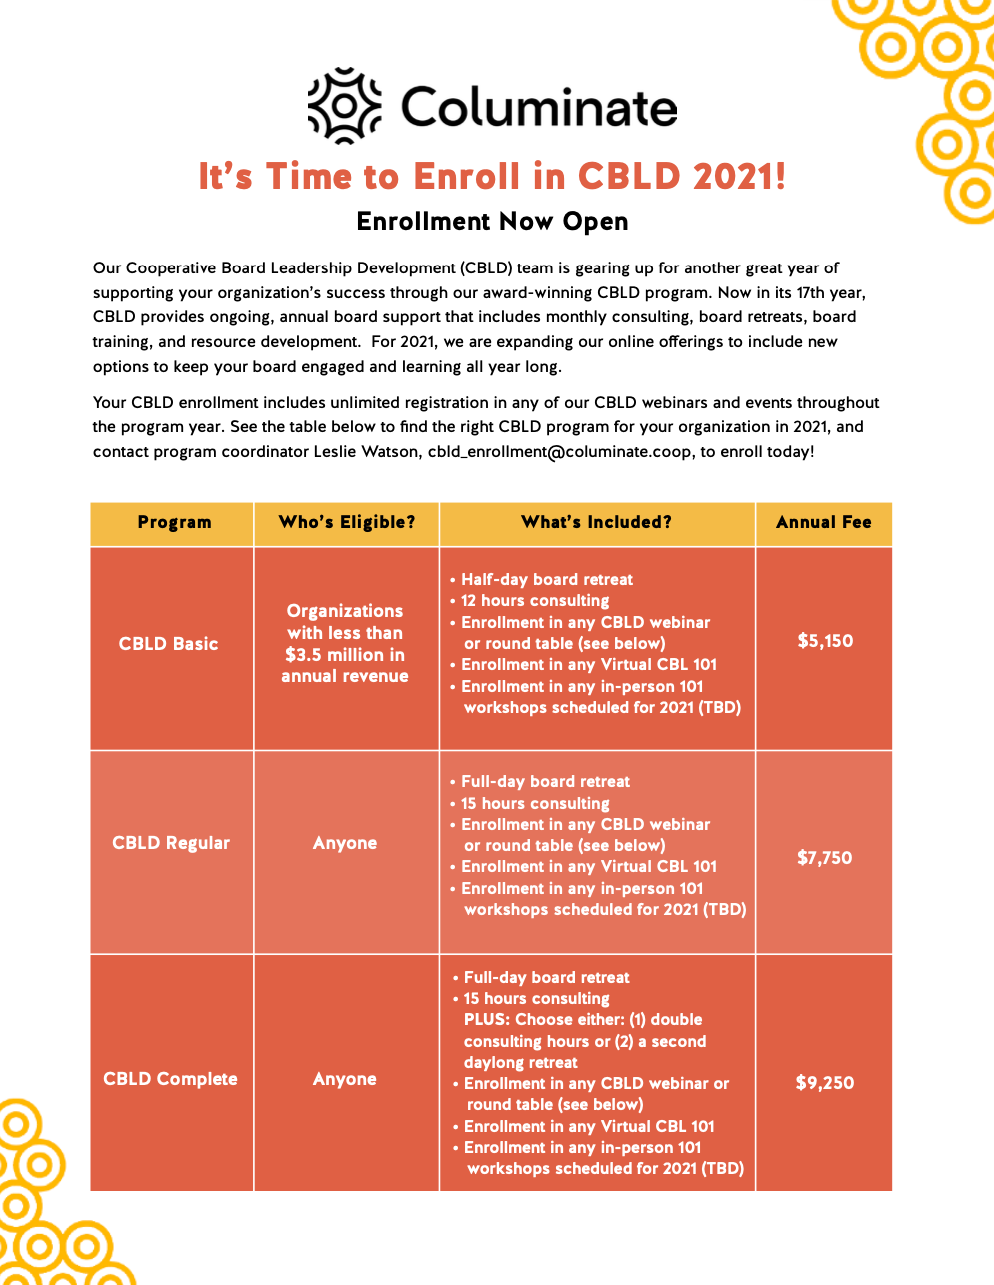 Columinate
It's Time to Enroll in CBLD 2021!
Enrollment Now Open
Our Cooperative Board Leadership Development (CBLD) team is gearing up for another great year of
supporting your organization's success through our award-winning CBLD program. Now in its 17th year,
CBLD provides ongoing, annual board support that includes monthly consulting, board retreats, board
training, and resource development.  For 2021, we are expanding our online offerings to include new
options to keep your board engaged and learning all year long.
Your CBLD enrollment includes unlimited registration in any of our CBLD webinars and events throughout
the program year. See the table below to find the right CBLD program for your organization in 2021, and
contact program coordinator Leslie Watson, cbld_enrollment@columinate.coop, to enroll today!
Program
Who's Eligible?
What's Included?
Annual Fee
CBLD Basic
Organizations
with less than
$3.5 million in
annual revenue
• Half-day board retreat
• 12 hours consulting
• Enrollment in any CBLD webinar
or round table (see below)
• Enrollment in any Virtual CBL 101
• Enrollment in any in-person 101
workshops scheduled for 2021 (TBD)
$5,150
CBLD Regular
Anyone
• Full-day board retreat
• 15 hours consulting
• Enrollment in any CBLD webinar
or round table (see below)
• Enrollment in any Virtual CBL 101
• Enrollment in any in-person 101
workshops scheduled for 2021 (TBD)
$7,750
CBLD Complete
Anyone
• Full-day board retreat
• 15 hours consulting
PLUS: Choose either: (1) double
consulting hours or (2) a second
daylong retreat
• Enrollment in any CBLD webinar or
round table (see below)
• Enrollment in any Virtual CBL 101
• Enrollment in any in-person 101
workshops scheduled for 2021 (TBD)
$9,250